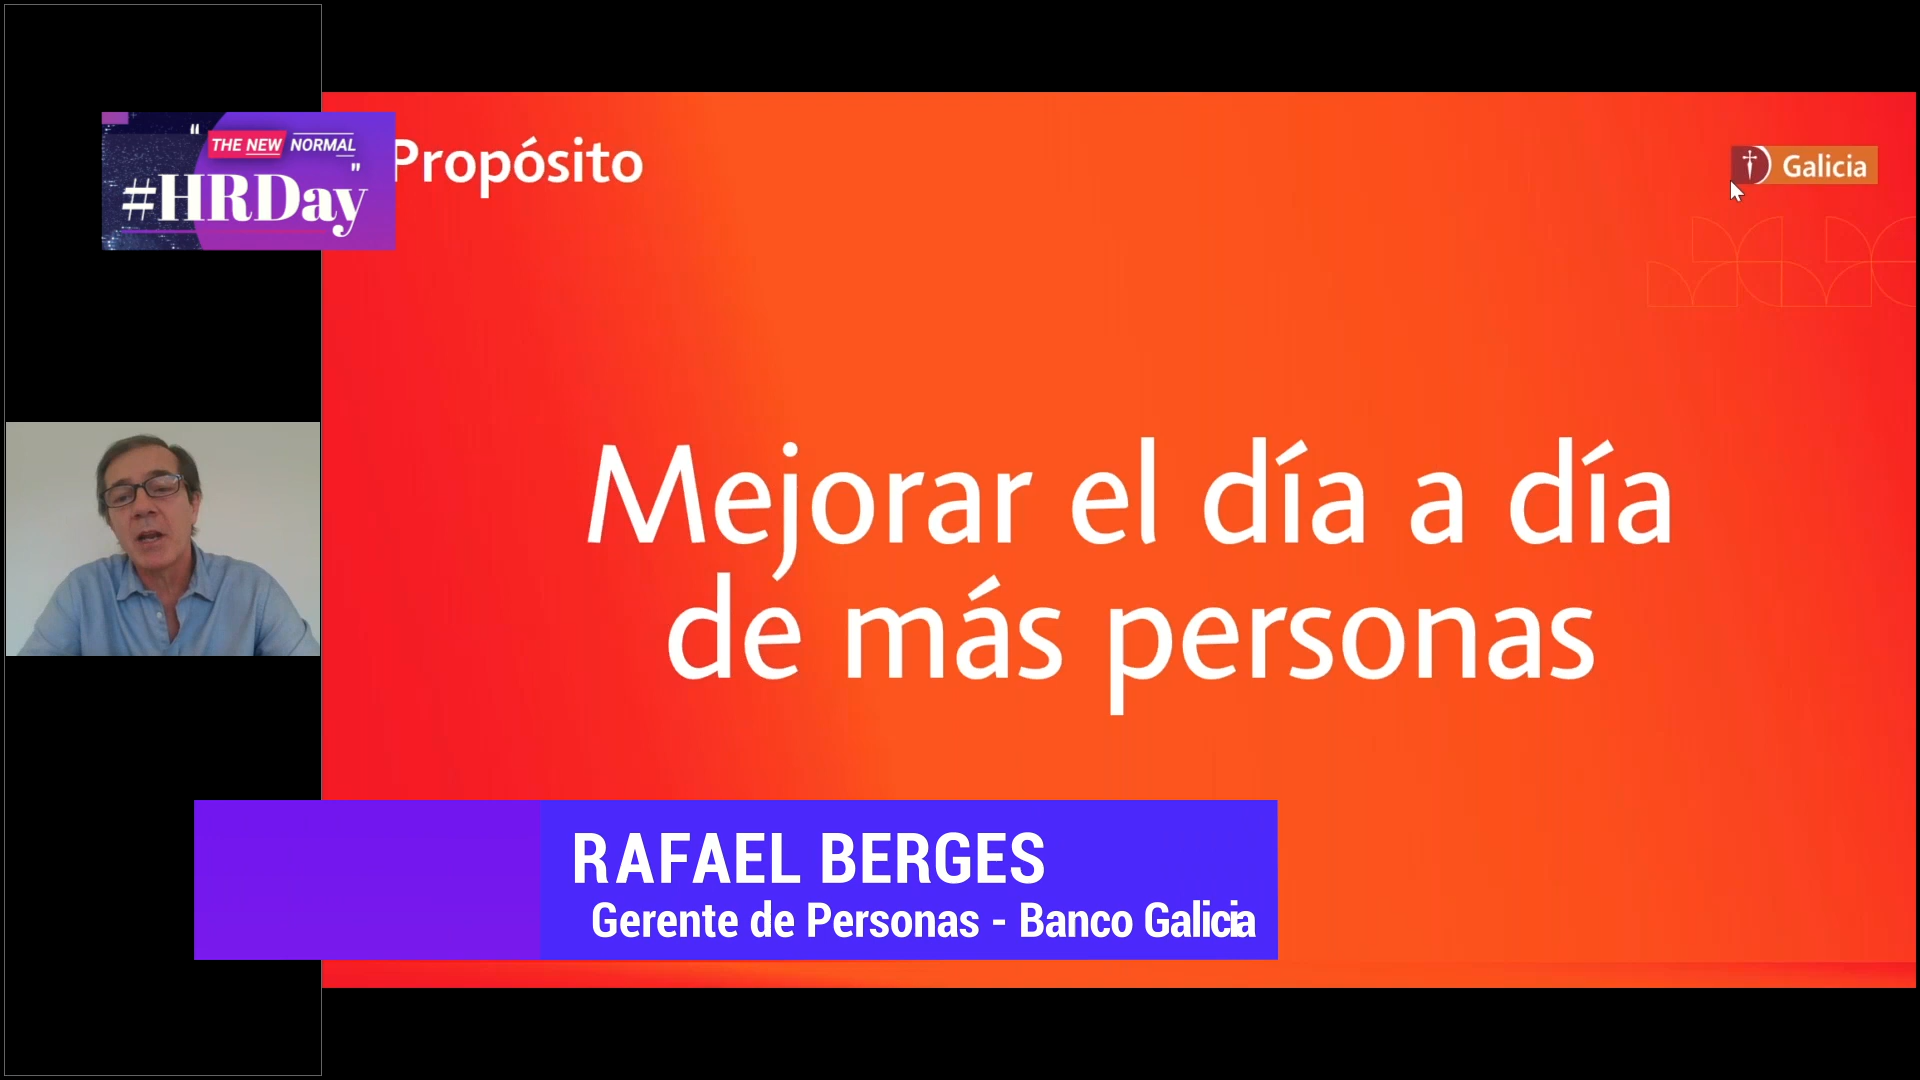 "THE NEW NORMAL"
#HRDay
Propósito
Galicia
Mejorar el día a día
de más personas
RAFAEL BERGES
Gerente de Personas - Banco Galicia